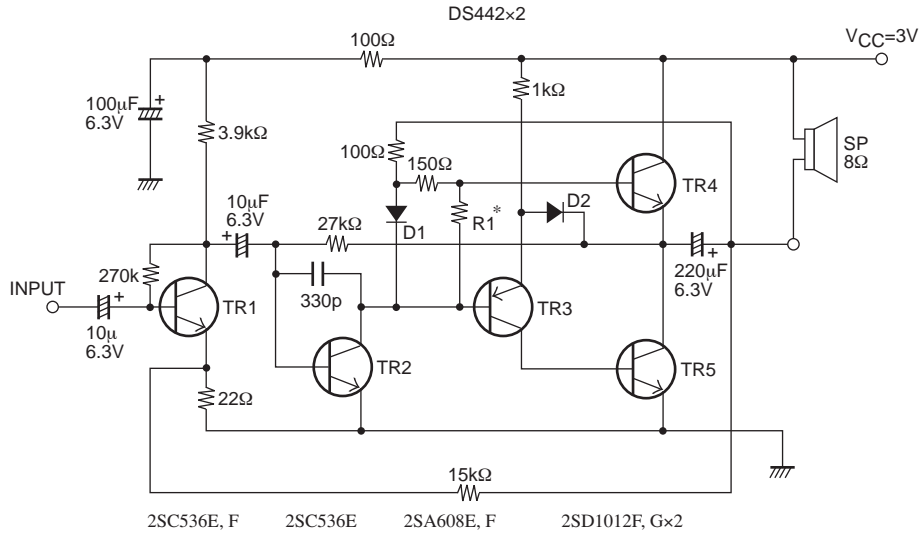 DS442×2
VCC=3V
100Ω
1kΩ
100μF
6.3V
3.9kΩ
100Ω
150Ω
SP
8Ω
TR4
10μF
6.3V
27kΩ
D1
R1*
D2
270k
330p
220μF
6.3V
INPUT
TR1
TR3
10μ
6.3V
TR2
TR5
22Ω
15kΩ
2SC536E, F
2SC536E
2SA608E, F
2SD1012F, G×2